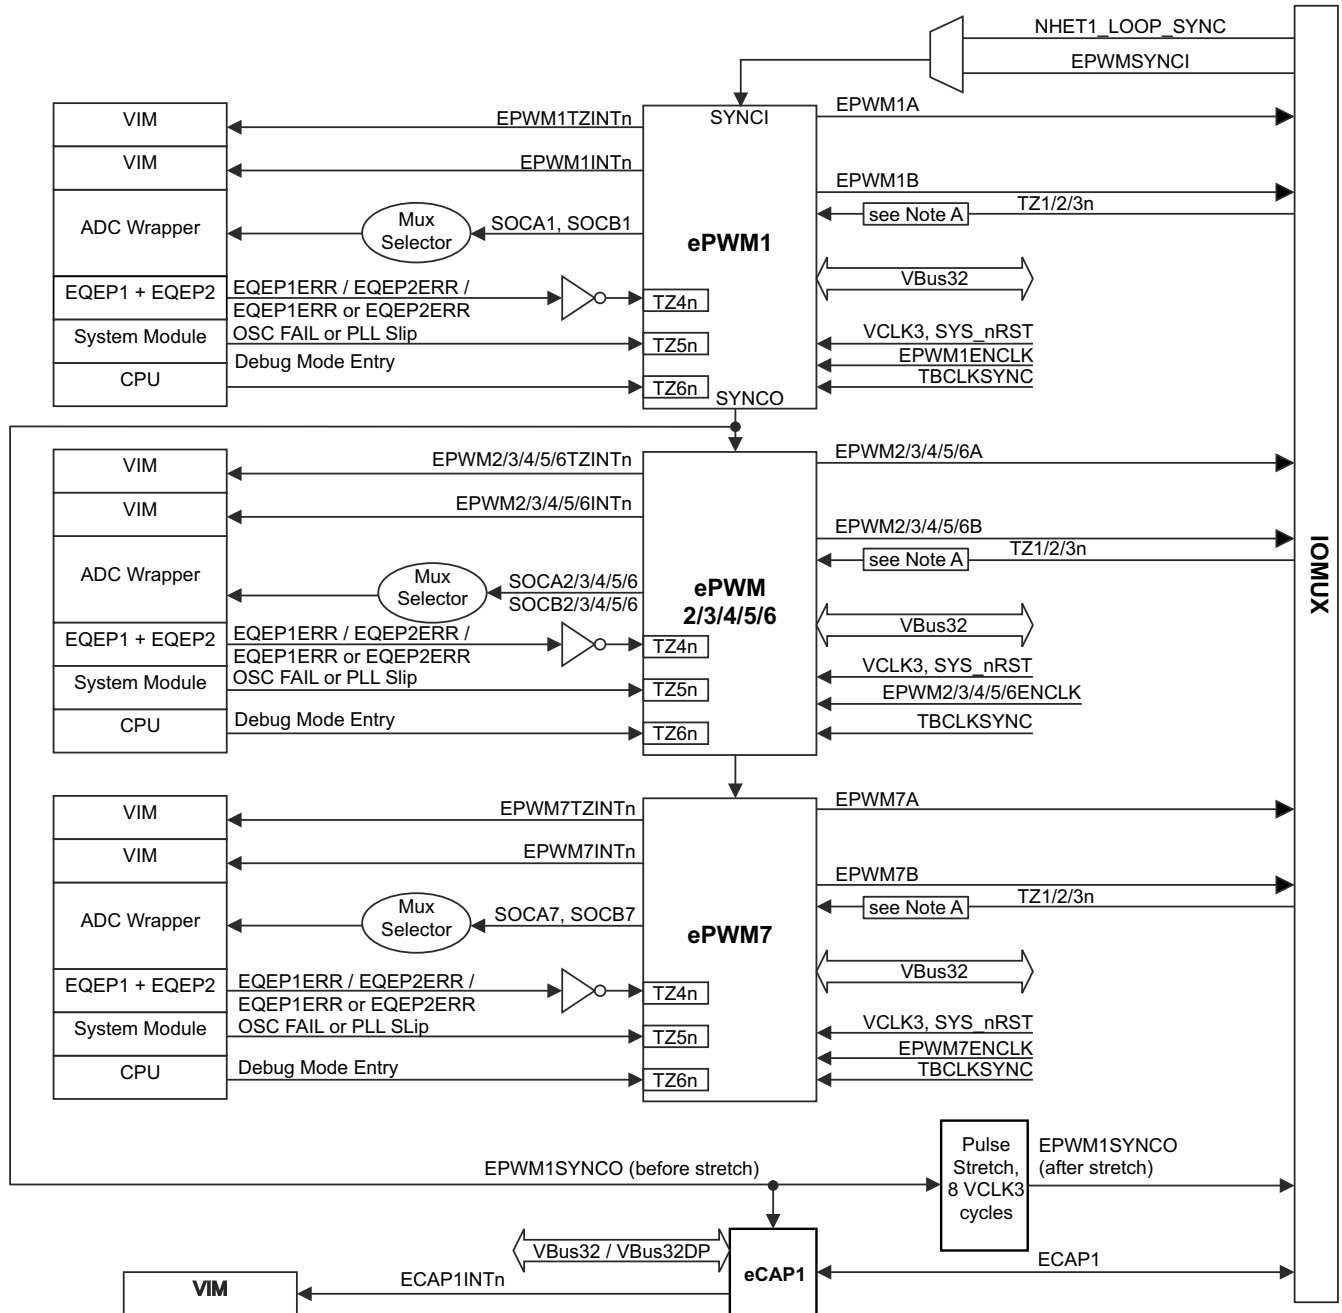 NHET1_LOOP_SYNC
EPWMSYNCI
VIM
EPWM1TZINTn
SYNCI
EPWM1A
VIM
EPWM1INTn
EPWM1B
ADC Wrapper
Mux
Selector
SOCA1, SOCB1
ePWM1
see Note A
TZ1/2/3n
VBus32
EQEP1 + EQEP2
EQEP1ERR / EQEP2ERR /
EQEP1ERR or EQEP2ERR
TZ4n
System Module
OSC FAIL or PLL Slip
TZ5n
VCLK3, SYS_nRST
EPWM1ENCLK
TBCLKSYNC
CPU
Debug Mode Entry
TZ6n
SYNCO
VIM
EPWM2/3/4/5/6TZINTn
EPWM2/3/4/5/6A
VIM
EPWM2/3/4/5/6INTn
EPWM2/3/4/5/6B
see Note A
TZ1/2/3n
IOMUX
ADC Wrapper
Mux
Selector
SOCA2/3/4/5/6
SOCB2/3/4/5/6
ePWM
2/3/4/5/6
VBus32
EQEP1 + EQEP2
EQEP1ERR / EQEP2ERR /
EQEP1ERR or EQEP2ERR
TZ4n
System Module
OSC FAIL or PLL Slip
TZ5n
VCLK3, SYS_nRST
EPWM2/3/4/5/6ENCLK
TBCLKSYNC
CPU
Debug Mode Entry
TZ6n
VIM
EPWM7TZINTn
EPWM7A
VIM
EPWM7INTn
EPWM7B
see Note A
TZ1/2/3n
ADC Wrapper
Mux
Selector
SOCA7, SOCB7
ePWM7
VBus32
EQEP1 + EQEP2
EQEP1ERR / EQEP2ERR /
EQEP1ERR or EQEP2ERR
TZ4n
System Module
OSC FAIL or PLL SLip
TZ5n
VCLK3, SYS_nRST
EPWM7ENCLK
TBCLKSYNC
CPU
Debug Mode Entry
TZ6n
EPWM1SYNCO (before stretch)
Pulse
Stretch,
8 VCLK3
cycles
EPWM1SYNCO
(after stretch)
VBus32 / VBus32DP
eCAP1
ECAP1
VIM
ECAP1INTn